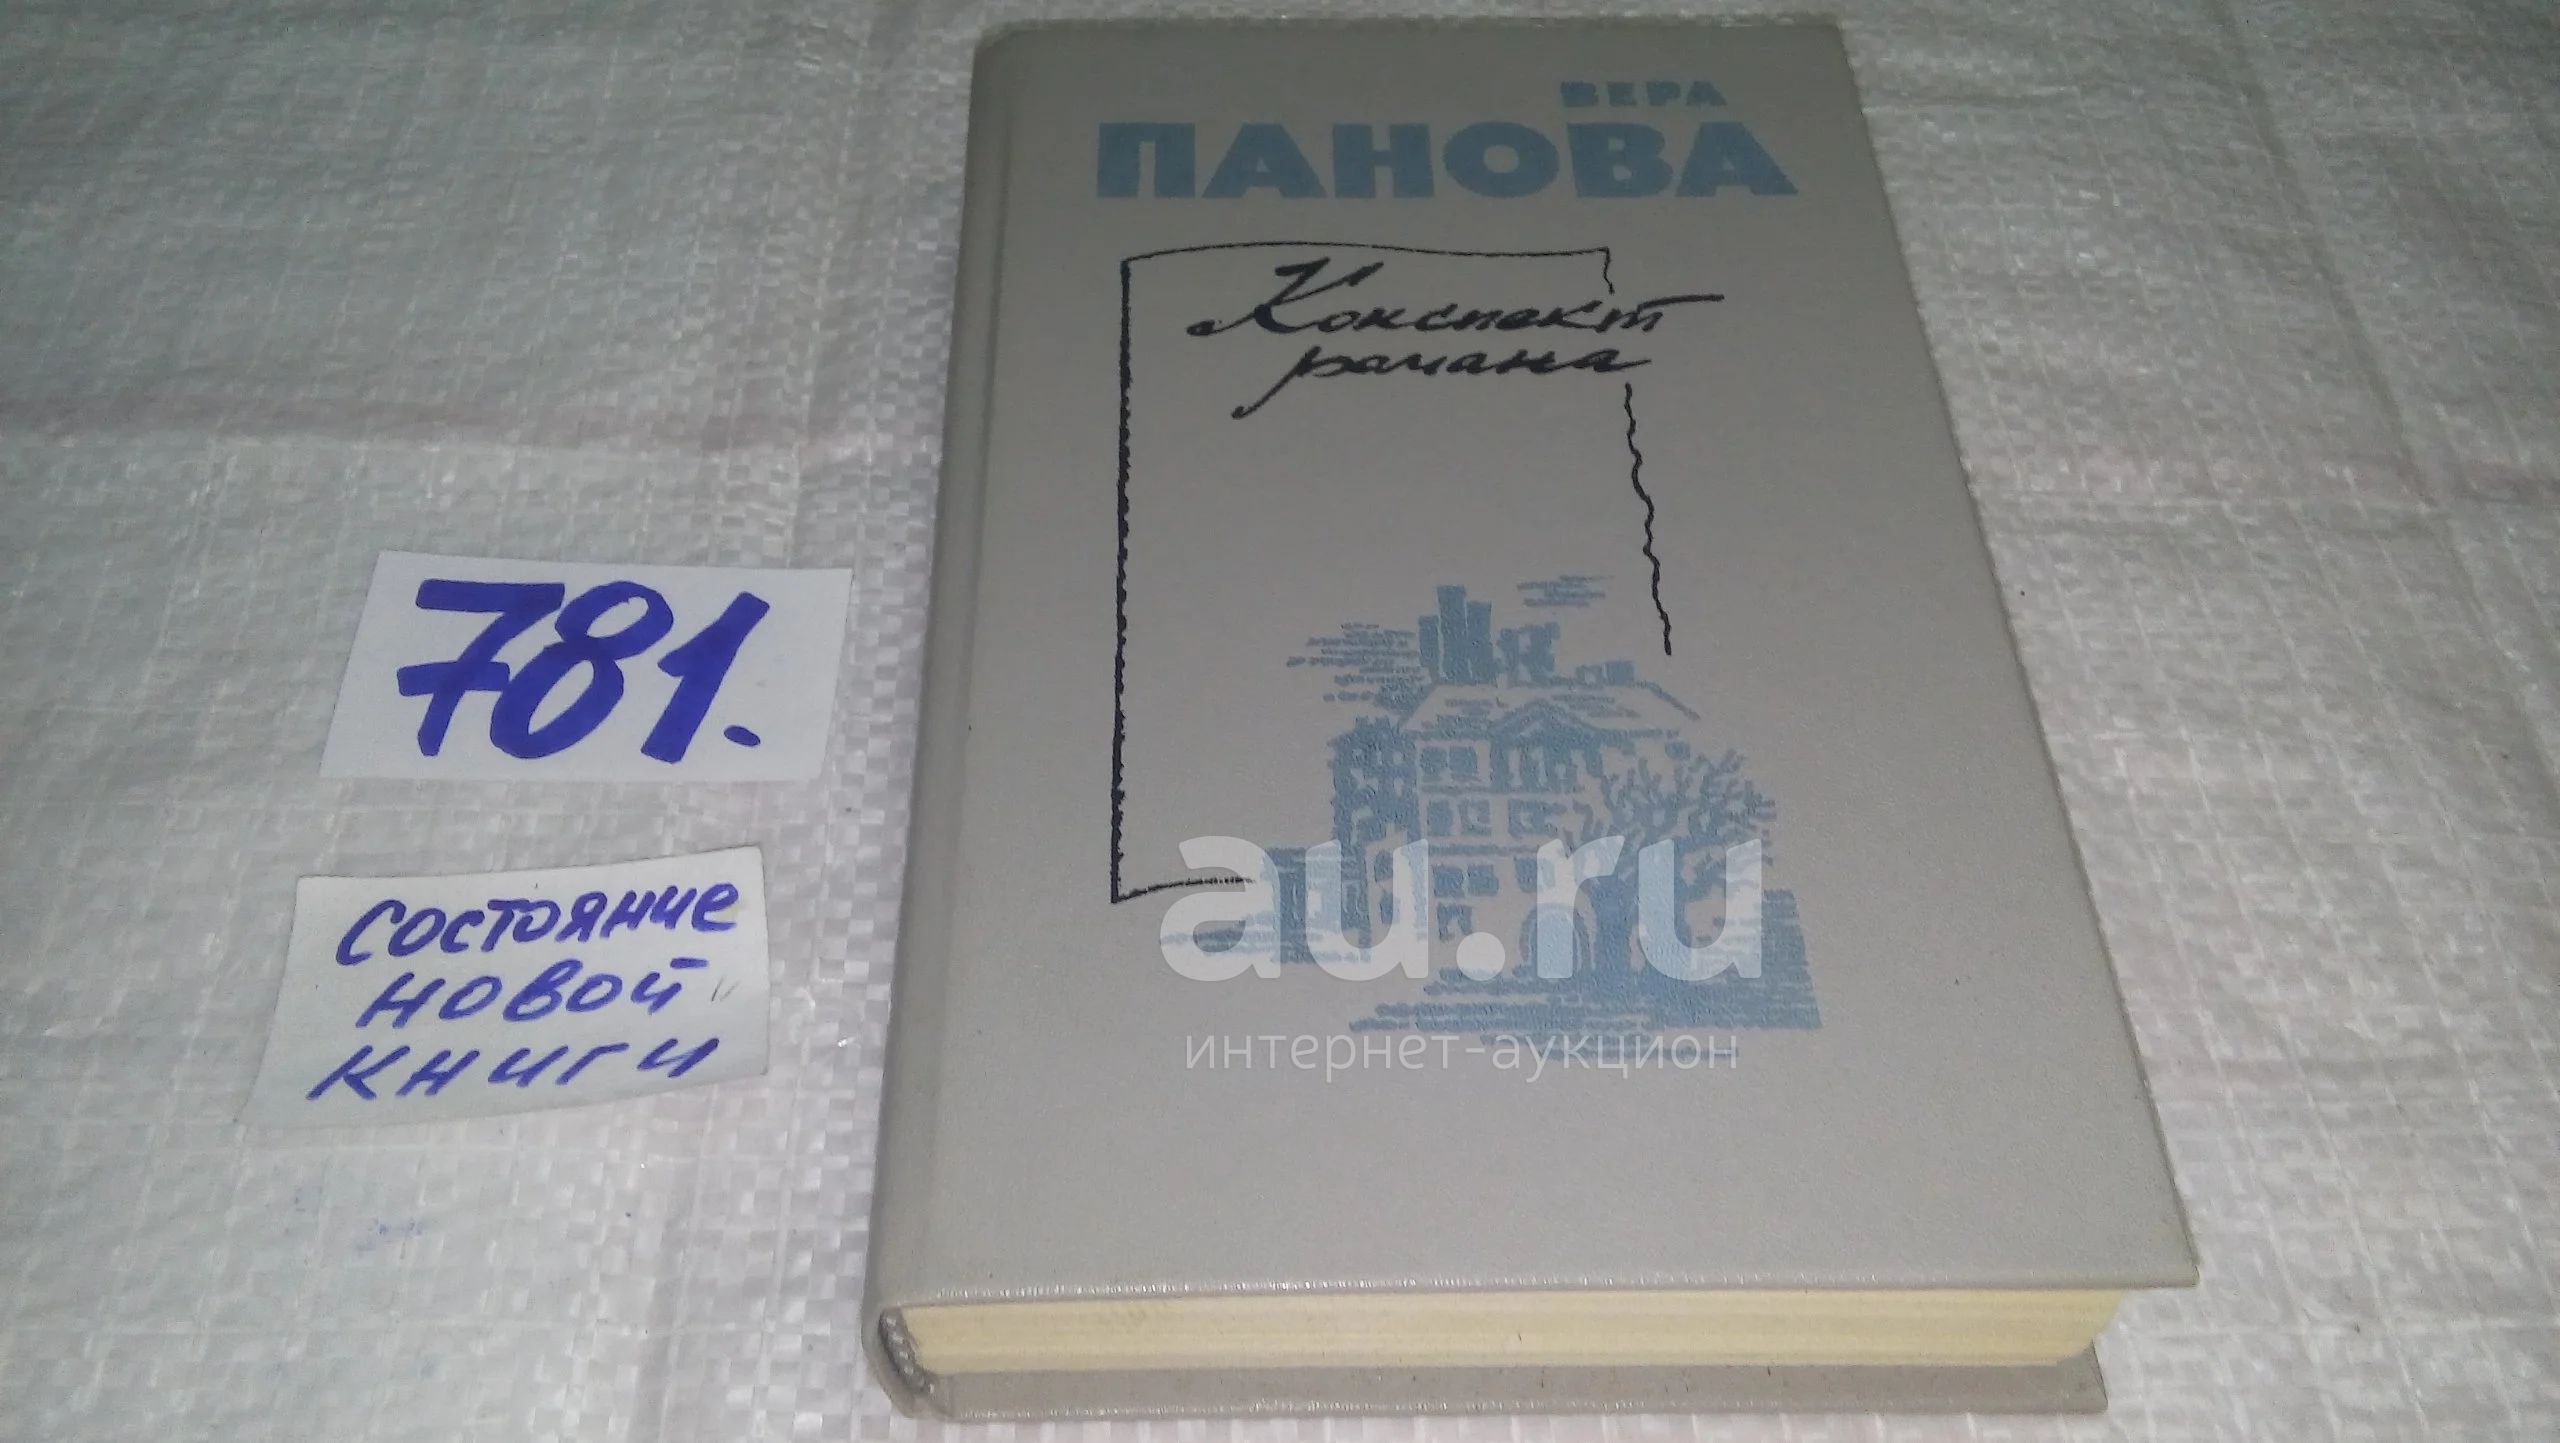 ВЕРА
ПАНОВА
Конспект
романа
781.
состояние
новой
книги
au.ru
интернет-аукцион